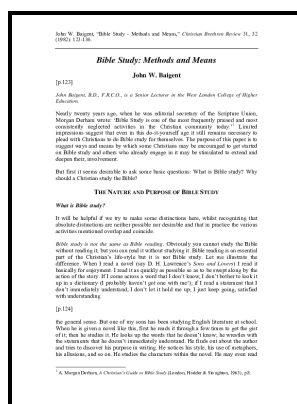 John W. Baigent, "Bible Study - Methods and Means," Christian Brethren Review 31, 32
(1982): 123-136.
Bible Study: Methods and Means
John W. Baigent
[p.123]
John Baigent, B.D., F.R.C.O., is a Senior Lecturer in the West London College of Higher
Education.
Nearly twenty years ago, when he was editorial secretary of the Scripture Union,
Morgan Derham wrote: 'Bible Study is one of the most frequently praised and most
consistently neglected activities in the Christian community today.'1 Limited
impressions suggest that even in this do-it-yourself age it still remains necessary to
plead with Christians to do Bible study for themselves. The purpose of this paper is to
suggest ways and means by which some Christians may be encouraged to get started
on Bible study and others who already engage in it may be stimulated to extend and
deepen their involvement.
But first it seems desirable to ask some basic questions: What is Bible study? Why
should a Christian study the Bible?
THE NATURE AND PURPOSE OF BIBLE STUDY
What is Bible study?
It will be helpful if we try to make some distinctions here, whilst recognizing that
absolute distinctions are neither possible nor desirable and that in practice the various
activities mentioned overlap and coincide.
Bible study is not the same as Bible reading. Obviously you cannot study the Bible
without reading it; but you can read it without studying it. Bible reading is an essential
part of the Christian's life-style but it is not Bible study. Let me illustrate the
difference. When I read a novel (say D. H. Lawrence's Sons and Lovers) I read it
basically for enjoyment. I read it as quickly as possible so as to be swept along by the
action of the story. If I come across a word that I don't know, I don't bother to look it
up in a dictionary (I probably haven't got one with me!); if I read a statement that I
don't immediately understand, I don't let it hold me up, I just keep going, satisfied
with understanding
[p.124]
the general sense. But one of my sons has been studying English literature at school.
When he is given a novel like this, first he reads it through a few times to get the gist
of it; then he studies it. He looks up the words that he doesn't know; he wrestles with
the statements that he doesn't immediately understand. He finds out about the author
and tries to discover his purpose in writing. He notices his style, his use of metaphors,
his allusions, and so on. He studies the characters within the novel. He may even read
1 A. Morgan Derham, A Christian's Guide to Bible Study (London, Hodder & Stoughton, 1963), p8.